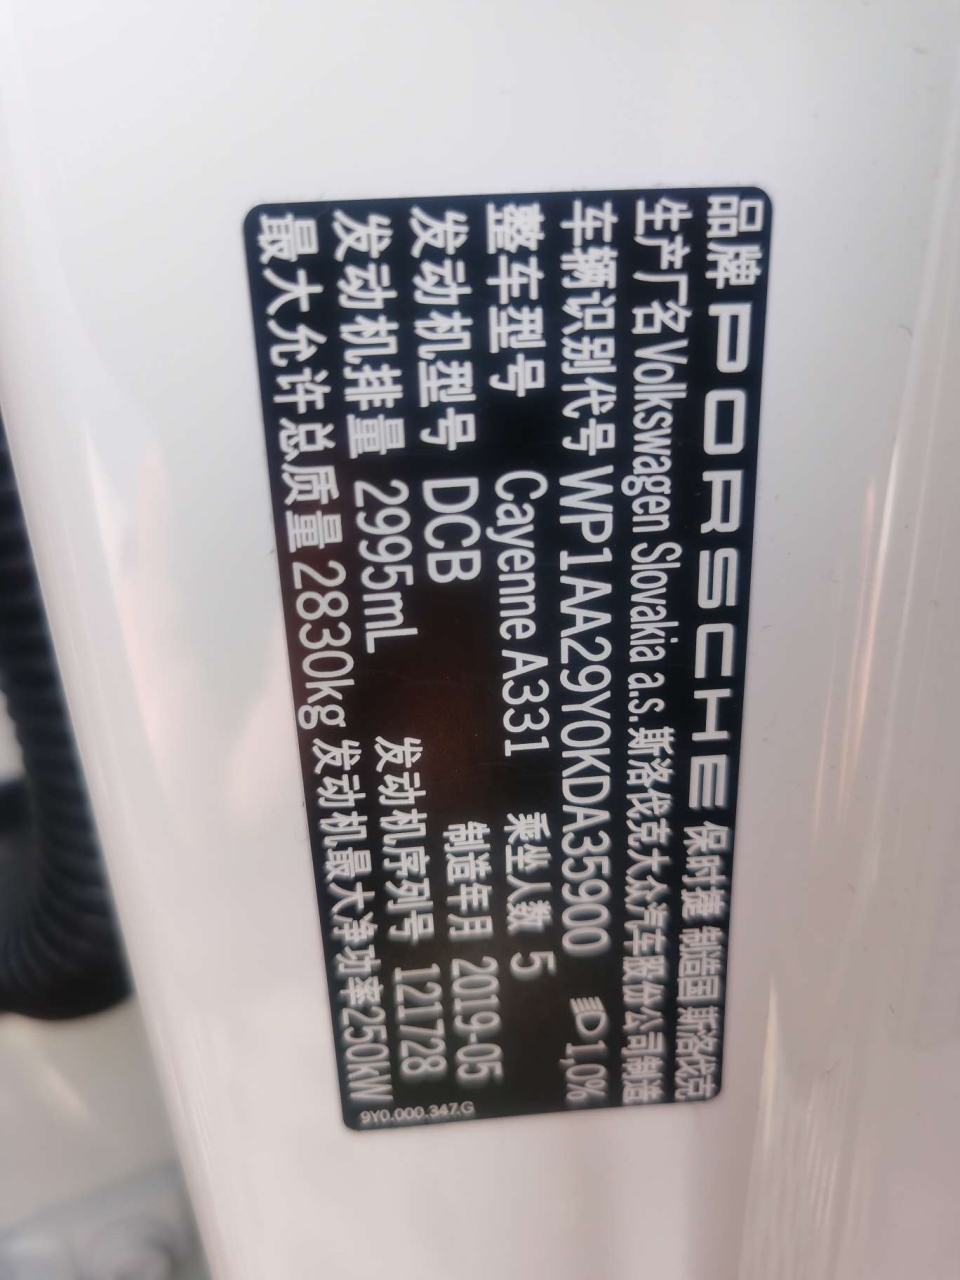 品牌 PORSCHE 保时捷 制造国 斯洛伐克
生产厂名 Volkswagen Slovakia a.s. 斯洛伐克大众汽车股份公司制造
车辆识别代号 WP1AA29Y0KDA35900 1,0%
整车型号 Cayenne A331 乘坐人数 5
发动机型号 DCB 制造年月 2019-05
发动机排量 2995mL 发动机序列号 121728
最大允许总质量 2830kg 发动机最大净功率250kW
9Y0.000.347.G